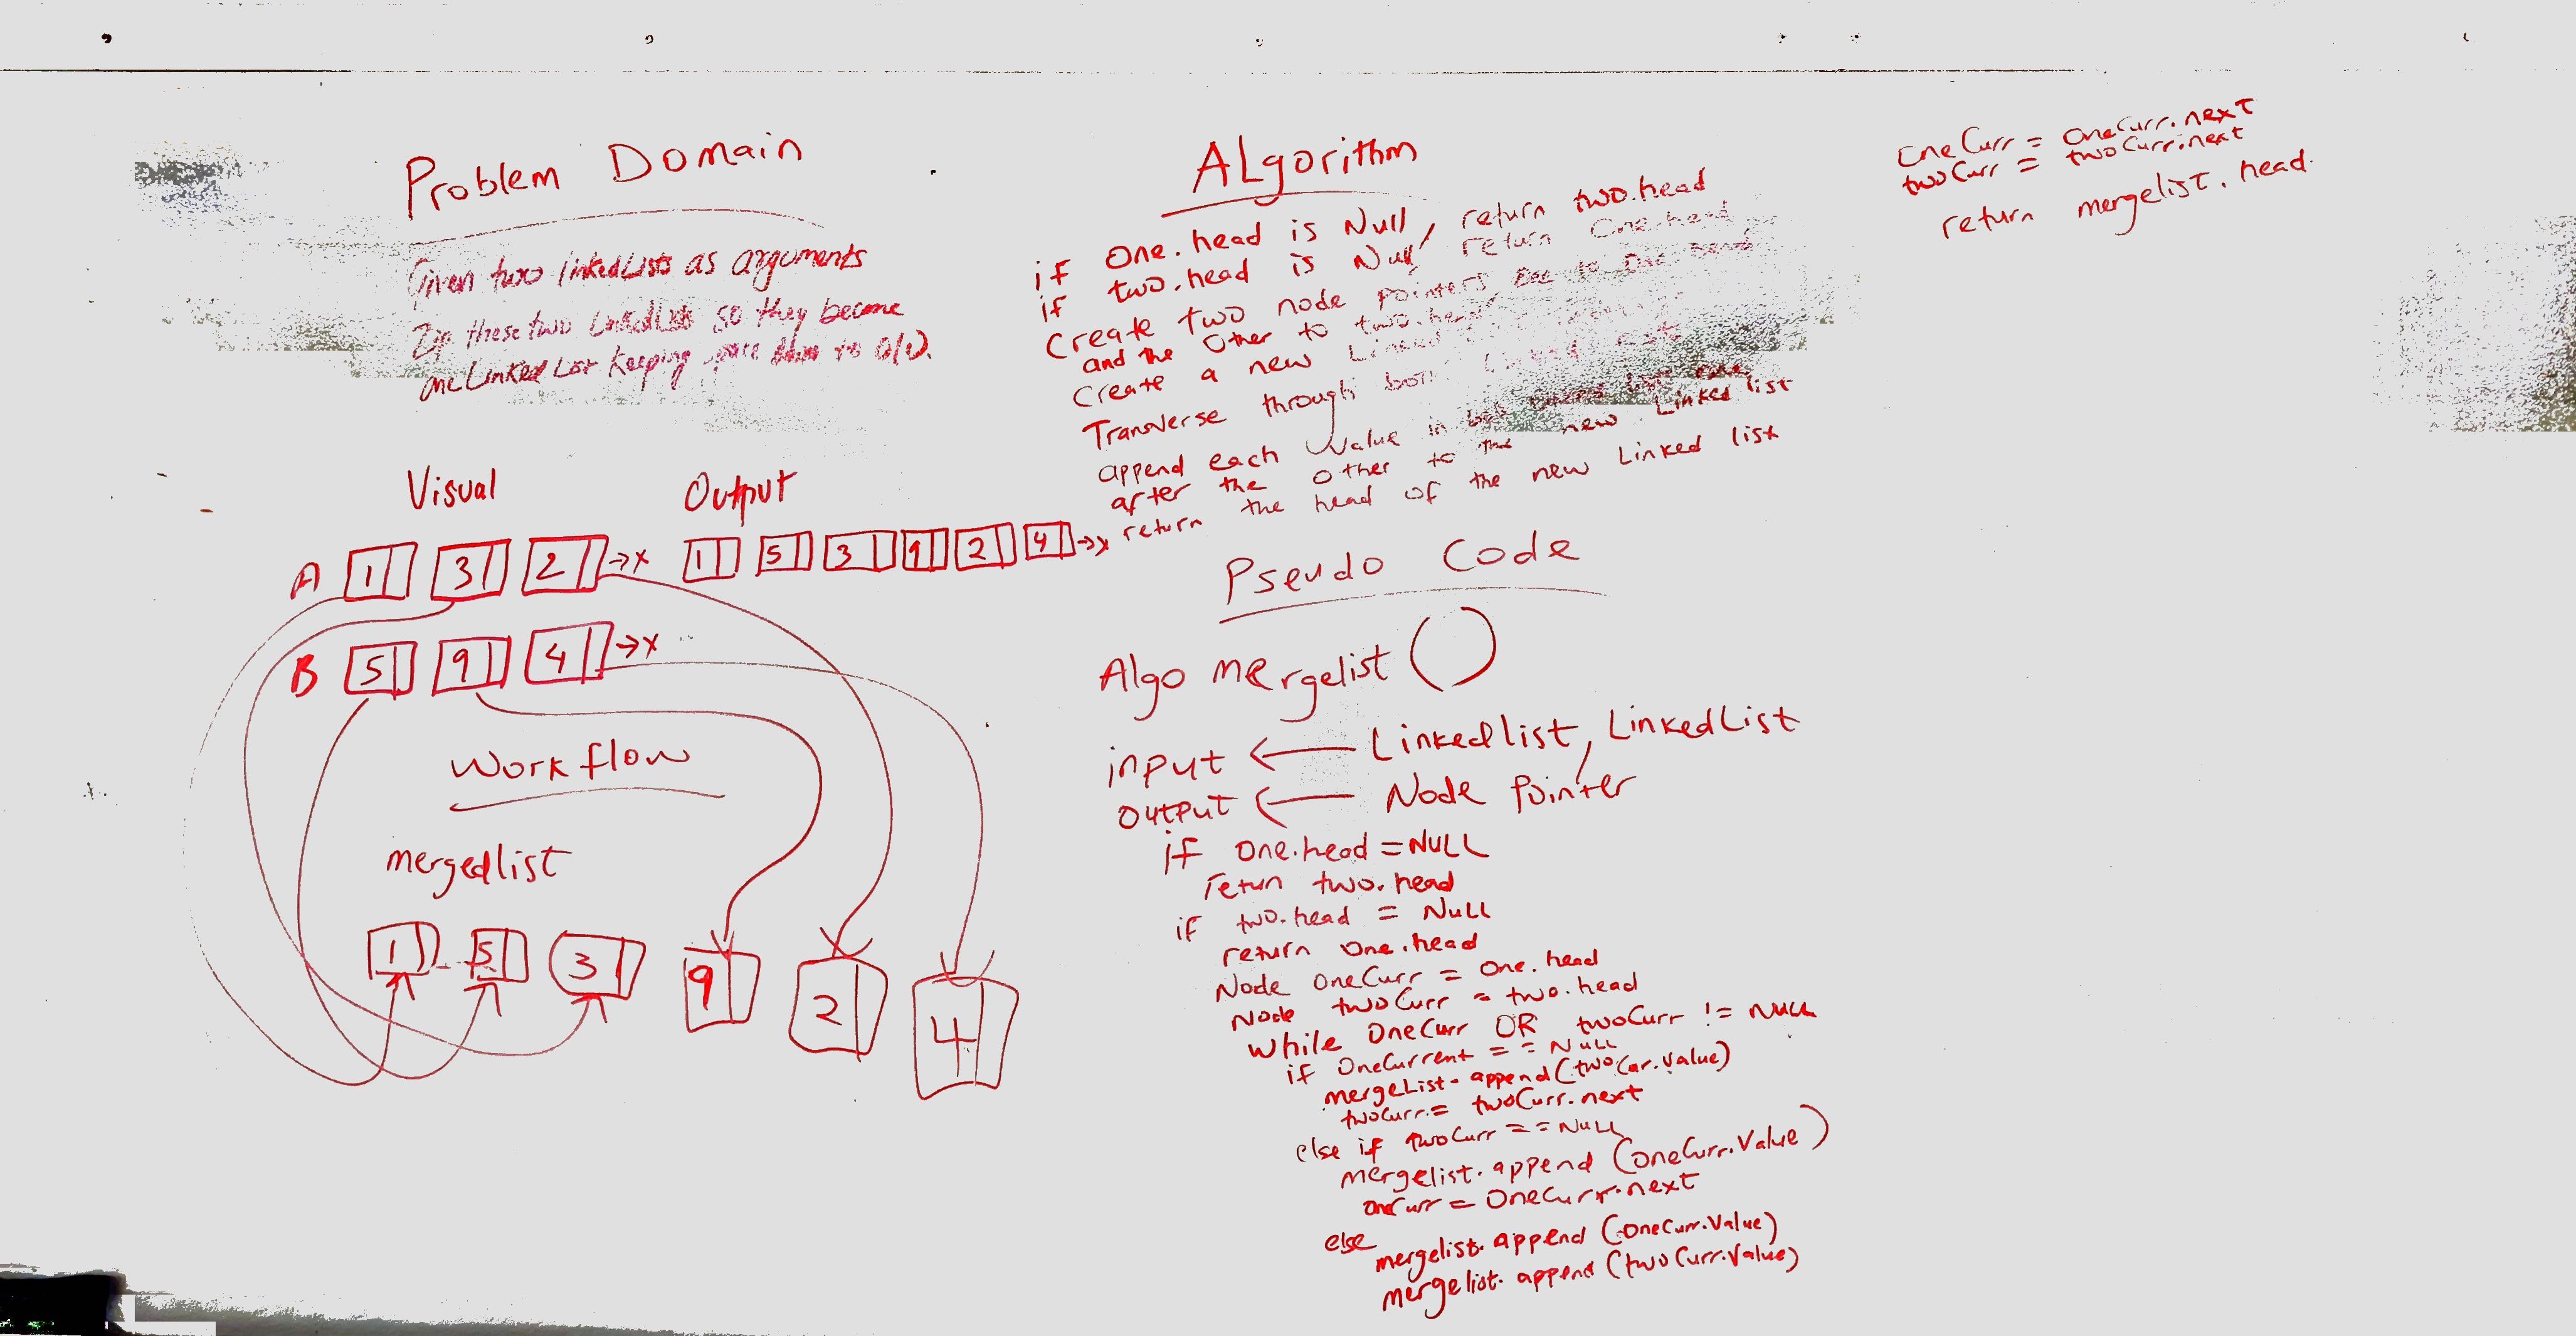 Problem Domain
Given two linkedLists as arguments
Zip these two LinkedLists so they become
one Linked List keeping space down to O(1).
Visual
Output
A 1 3 2 →x
1 5 3 9 2 4 →x
B 5 9 4 →x
Workflow
mergedlist
1 5 3 9 2 4
ALgorithm
if One.head is Null, return two.head
if two.head is Null, return One.head
Create two node pointers, one to One head
and the Other to two.head
Create a new Linked
Transverse through both Linked list
append each Value in both linked list one
after the other to the new Linked list
return the head of the new Linked list
Pseudo Code
Algo mergelist ()
input ← Linkedlist, LinkedList
output ← Node Pointer
if One.head = NULL
retun two.head
if two.head = NULL
return One.head
Node OneCurr = One.head
Node twoCurr = two.head
While OneCurr OR twoCurr != NULL
if OneCurrent == NULL
mergeList.append(twoCur.value)
twoCurr = twoCurr.next
else if twoCurr == NULL
mergelist.append (oneCurr.Value)
oneCurr = OneCurr.next
else
mergelist.append (oneCurr.Value)
mergelist.append (twoCurr.Value)
OneCurr = OneCurr.next
twoCurr = twoCurr.next
return mergelist.head.